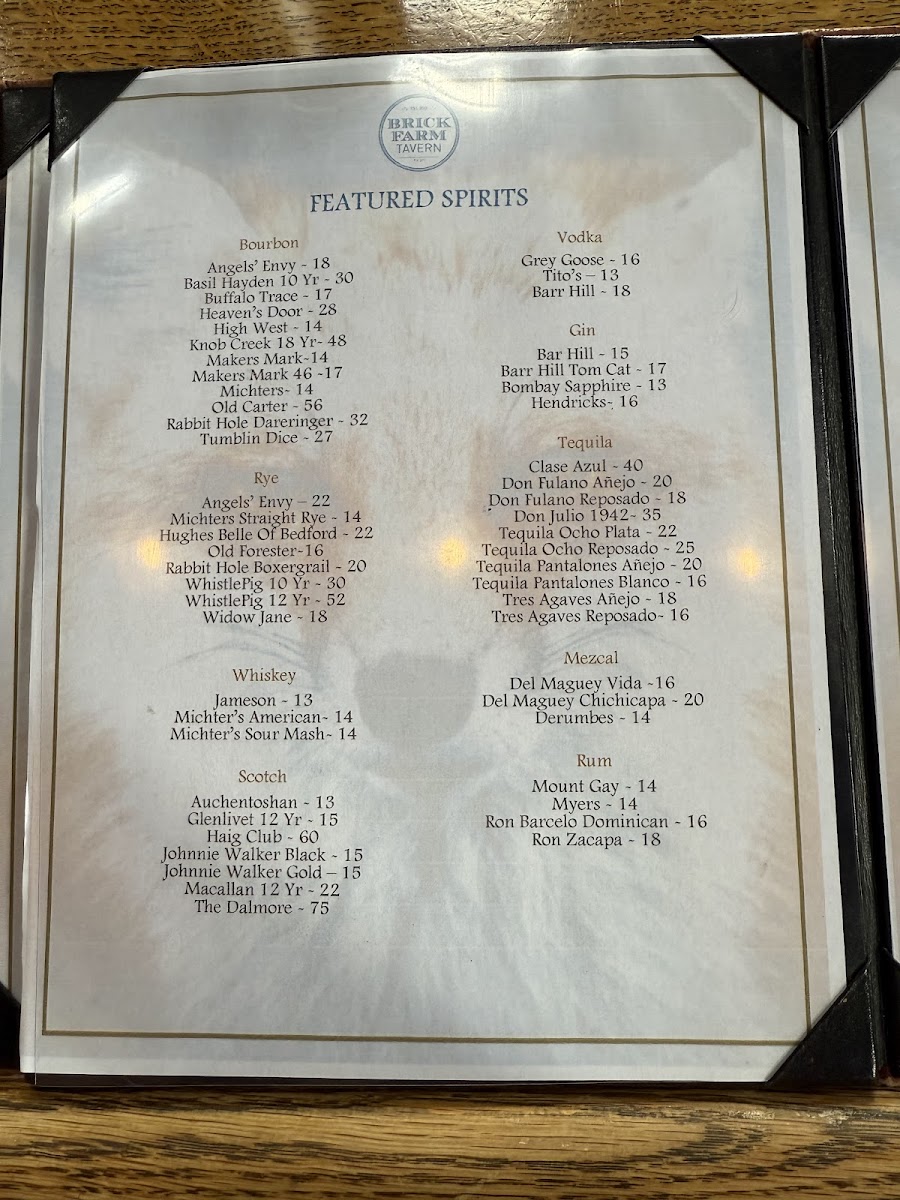 BRICK
FARM
TAVERN
FEATURED SPIRITS
Bourbon
Angels' Envy - 18
Basil Hayden 10 Yr - 30
Buffalo Trace - 17
Heaven's Door - 28
High West - 14
Knob Creek 18 Yr- 48
Makers Mark-14
Makers Mark 46 -17
Michters- 14
Old Carter - 56
Rabbit Hole Dareringer - 32
Tumblin Dice - 27
Rye
Angels' Envy – 22
Michters Straight Rye - 14
Hughes Belle Of Bedford - 22
Old Forester-16
Rabbit Hole Boxergrail - 20
WhistlePig 10 Yr - 30
WhistlePig 12 Yr - 52
Widow Jane - 18
Whiskey
Jameson - 13
Michter's American- 14
Michter's Sour Mash- 14
Scotch
Auchentoshan - 13
Glenlivet 12 Yr - 15
Haig Club - 60
Johnnie Walker Black - 15
Johnnie Walker Gold – 15
Macallan 12 Yr - 22
The Dalmore - 75
Vodka
Grey Goose - 16
Tito's – 13
Barr Hill - 18
Gin
Bar Hill - 15
Barr Hill Tom Cat - 17
Bombay Sapphire - 13
Hendricks- 16
Tequila
Clase Azul - 40
Don Fulano Añejo - 20
Don Fulano Reposado - 18
Don Julio 1942- 35
Tequila Ocho Plata - 22
Tequila Ocho Reposado - 25
Tequila Pantalones Añejo - 20
Tequila Pantalones Blanco - 16
Tres Agaves Añejo - 18
Tres Agaves Reposado- 16
Mezcal
Del Maguey Vida -16
Del Maguey Chichicapa - 20
Derumbes - 14
Rum
Mount Gay - 14
Myers - 14
Ron Barcelo Dominican - 16
Ron Zacapa - 18